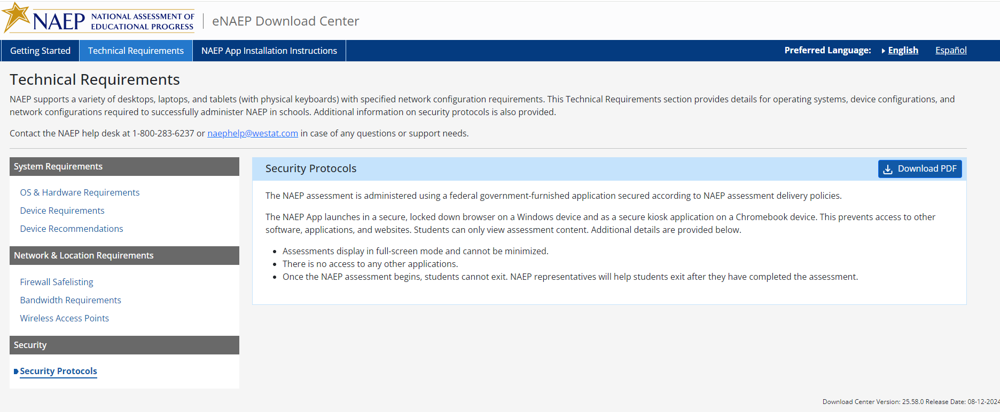 NAEP NATIONAL ASSESSMENT OF
EDUCATIONAL PROGRESS
eNAEP Download Center
Getting Started Technical Requirements NAEP App Installation Instructions Preferred Language: English Español
Technical Requirements
NAEP supports a variety of desktops, laptops, and tablets (with physical keyboards) with specified network configuration requirements. This Technical Requirements section provides details for operating systems, device configurations, and
network configurations required to successfully administer NAEP in schools. Additional information on security protocols is also provided.
Contact the NAEP help desk at 1-800-283-6237 or naephelp@westat.com in case of any questions or support needs.
System Requirements
OS & Hardware Requirements
Device Requirements
Device Recommendations
Network & Location Requirements
Firewall Safelisting
Bandwidth Requirements
Wireless Access Points
Security
Security Protocols
Security Protocols Download PDF
The NAEP assessment is administered using a federal government-furnished application secured according to NAEP assessment delivery policies.
The NAEP App launches in a secure, locked down browser on a Windows device and as a secure kiosk application on a Chromebook device. This prevents access to other
software, applications, and websites. Students can only view assessment content. Additional details are provided below.
• Assessments display in full-screen mode and cannot be minimized.
• There is no access to any other applications.
• Once the NAEP assessment begins, students cannot exit. NAEP representatives will help students exit after they have completed the assessment.
Download Center Version: 25.58.0 Release Date: 08-12-2024